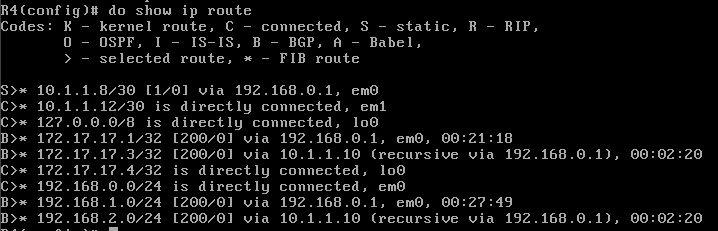 R4(config)# do show ip route
Codes: K - kernel route, C - connected, S - static, R - RIP,
O - OSPF, I - IS-IS, B - BGP, A - Babel,
> - selected route, * - FIB route
S>* 10.1.1.8/30 [1/0] via 192.168.0.1, em0
C>* 10.1.1.12/30 is directly connected, em1
C>* 127.0.0.0/8 is directly connected, lo0
B>* 172.17.17.1/32 [200/0] via 192.168.0.1, em0, 00:21:18
B>* 172.17.17.3/32 [200/0] via 10.1.1.10 (recursive via 192.168.0.1), 00:02:20
C>* 172.17.17.4/32 is directly connected, lo0
C>* 192.168.0.0/24 is directly connected, em0
B>* 192.168.1.0/24 [200/0] via 192.168.0.1, em0, 00:27:49
B>* 192.168.2.0/24 [200/0] via 10.1.1.10 (recursive via 192.168.0.1), 00:02:20
R4(config)#